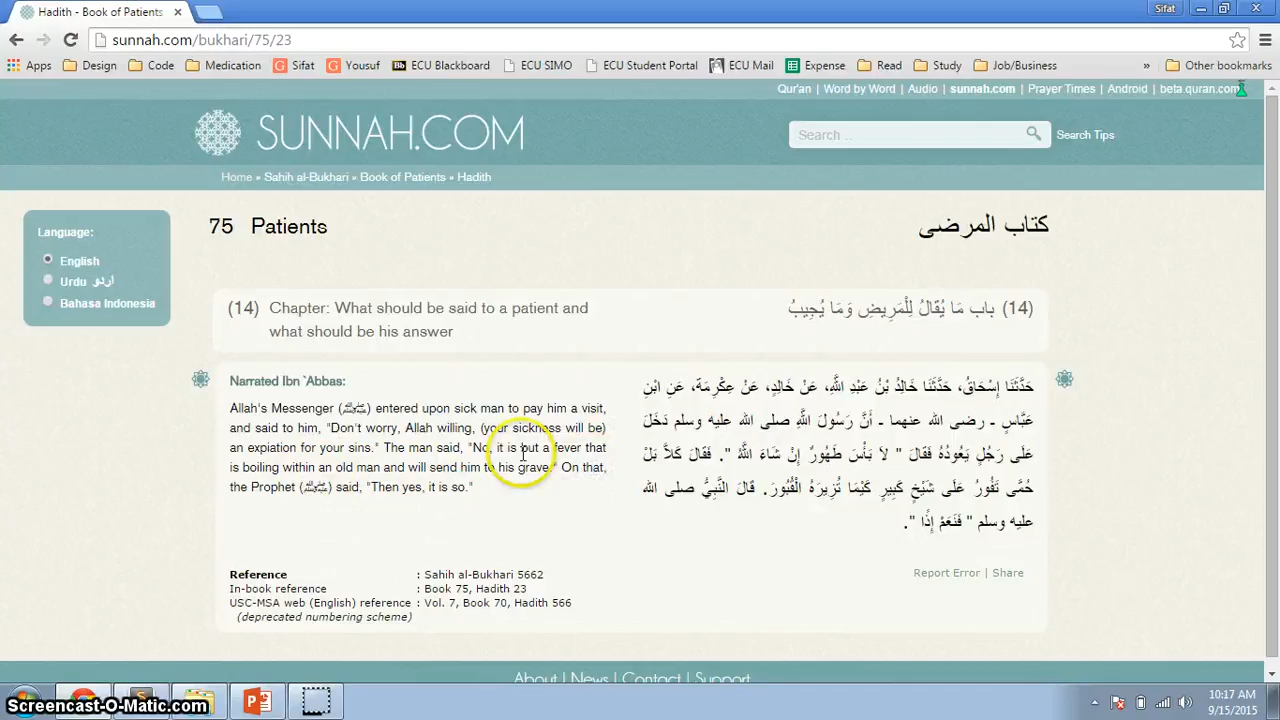 Hadith - Book of Patients
Sifat
sunnah.com/bukhari/75/23
Apps Design Code Medication Sifat Yousuf ECU Blackboard ECU SIMO ECU Student Portal ECU Mail Expense Read Job/Business » Other bookmarks
Qur'an | Word by Word | Audio | sunnah.com | Prayer Times | Android | beta.quran.com
SUNNAH.COM
Search ..
Search Tips
Home » Sahih al-Bukhari » Book of Patients » Hadith
Language:
English
Urdu اردو
Bahasa Indonesia
75 Patients
كتاب المرضى
(14) Chapter: What should be said to a patient and
what should be his answer
(14) باب مَا يُقَالُ لِلْمَرِيضِ وَمَا يُجِيبُ
Narrated Ibn `Abbas:
Allah's Messenger (ﷺ) entered upon sick man to pay him a visit,
and said to him, "Don't worry, Allah willing, (your sickness will be)
an expiation for your sins." The man said, "No, it is but a fever that
is boiling within an old man and will send him to his grave." On that,
the Prophet (ﷺ) said, "Then yes, it is so."
حَدَّثَنَا إِسْحَاقُ، حَدَّثَنَا خَالِدُ بْنُ عَبْدِ اللَّهِ، عَنْ خَالِدٍ، عَنْ عِكْرِمَةَ، عَنِ ابْنِ
عَبَّاسٍ ـ رضى الله عنهما ـ أَنَّ رَسُولَ اللَّهِ صلى الله عليه وسلم دَخَلَ
عَلَى رَجُلٍ يَعُودُهُ فَقَالَ " لاَ بَأْسَ طَهُورٌ إِنْ شَاءَ اللَّهُ ". فَقَالَ كَلاَّ بَلْ
حُمَّى تَفُورُ عَلَى شَيْخٍ كَبِيرٍ كَيْمَا تُزِيرَهُ الْقُبُورَ. قَالَ النَّبِيُّ صلى الله
عليه وسلم " فَنَعَمْ إِذًا ".
Reference : Sahih al-Bukhari 5662
In-book reference : Book 75, Hadith 23
USC-MSA web (English) reference : Vol. 7, Book 70, Hadith 566
(deprecated numbering scheme)
Report Error | Share
About | News | Contact | Support
Screencast-O-Matic.com
10:17 AM
9/15/2015